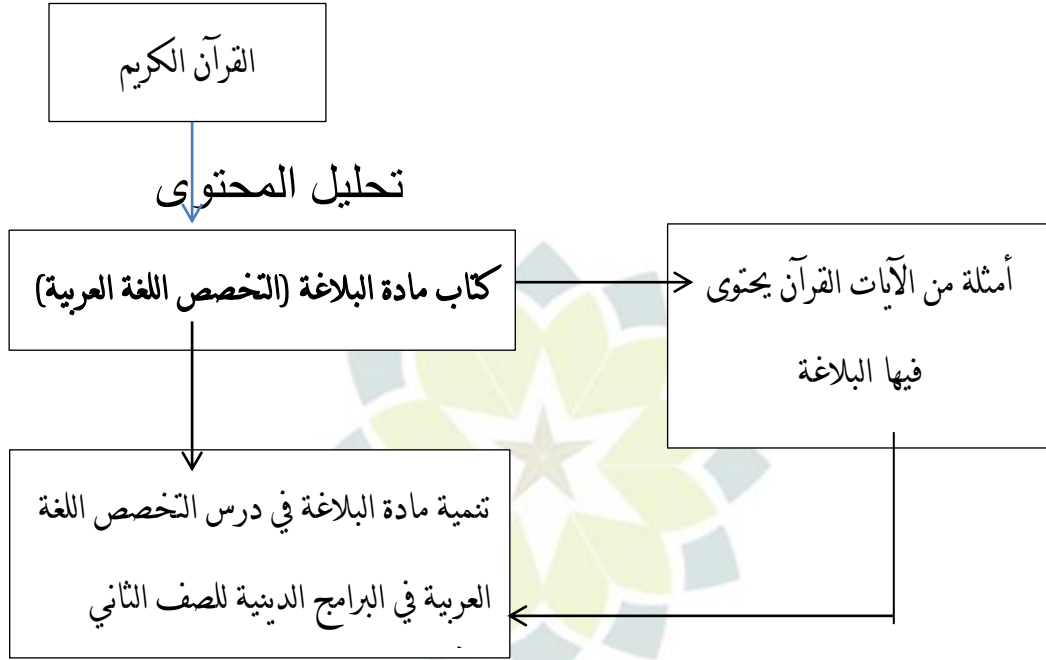 القرآن الكريم
تحليل المحتوى
كتاب مادة البلاغة (التخصص اللغة العربية)
أمثلة من الآيات القرآن يحتوى
فيها البلاغة
تنمية مادة البلاغة في درس التخصص اللغة
العربية في البرامج الدينية للصف الثاني